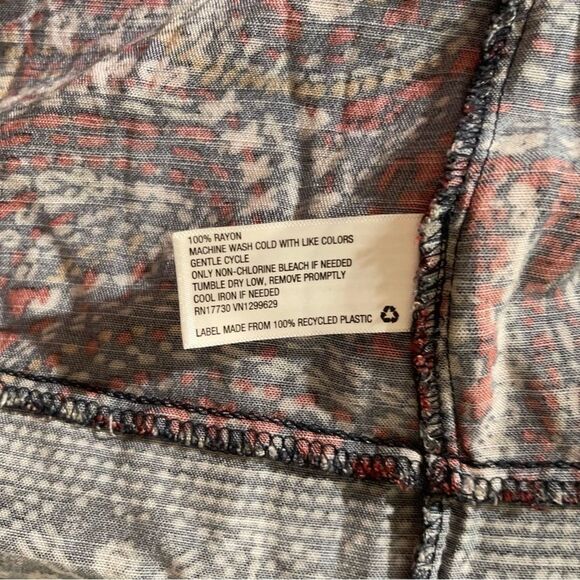 100% RAYON
MACHINE WASH COLD WITH LIKE COLORS
GENTLE CYCLE
ONLY NON-CHLORINE BLEACH IF NEEDED
TUMBLE DRY LOW, REMOVE PROMPTLY
COOL IRON IF NEEDED
RN17730 VN1299629
LABEL MADE FROM 100% RECYCLED PLASTIC